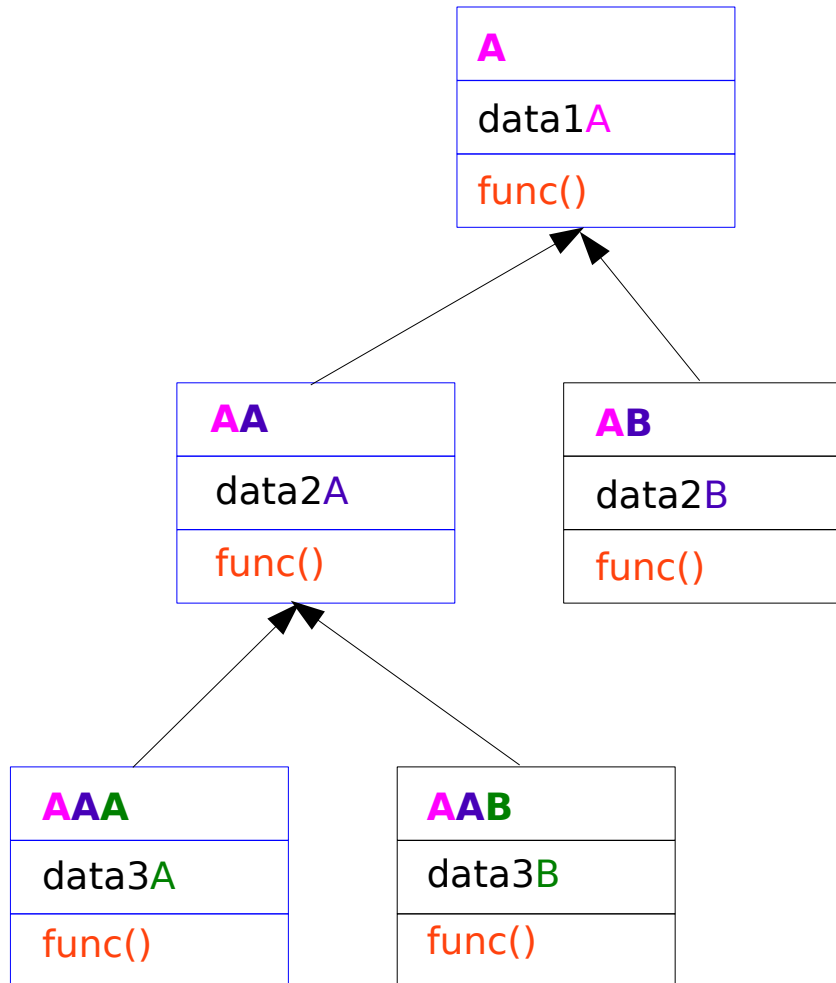 A
data1A
func()
AA
data2A
func()
AB
data2B
func()
AAA
data3A
func()
AAB
data3B
func()